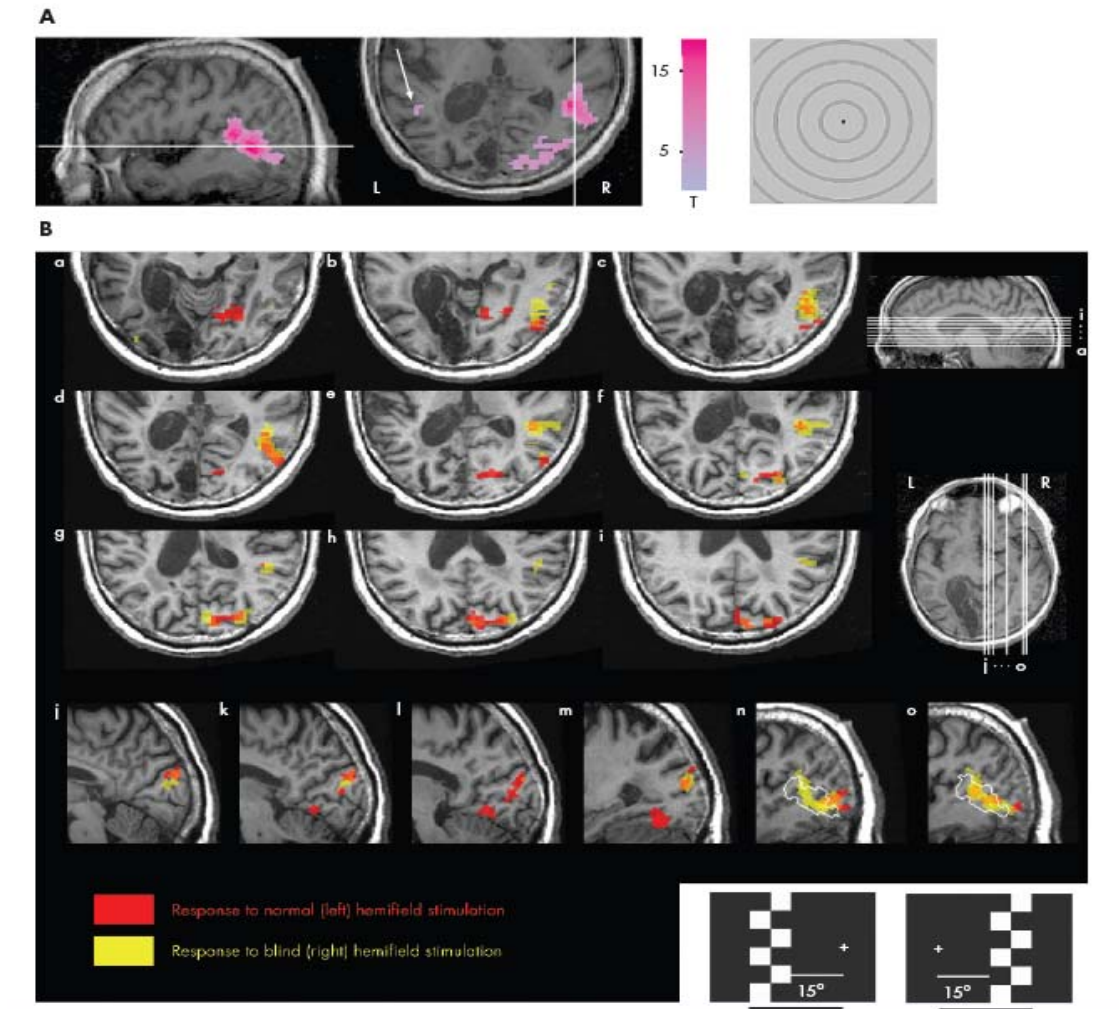 A
15
5
L
R
T
B
a
b
c
i
a
d
e
f
L
R
g
h
i
j ··· o
j
k
l
m
n
o
Response to normal (left) hemifield stimulation
Response to blind (right) hemifield stimulation
+
+
15°
15°